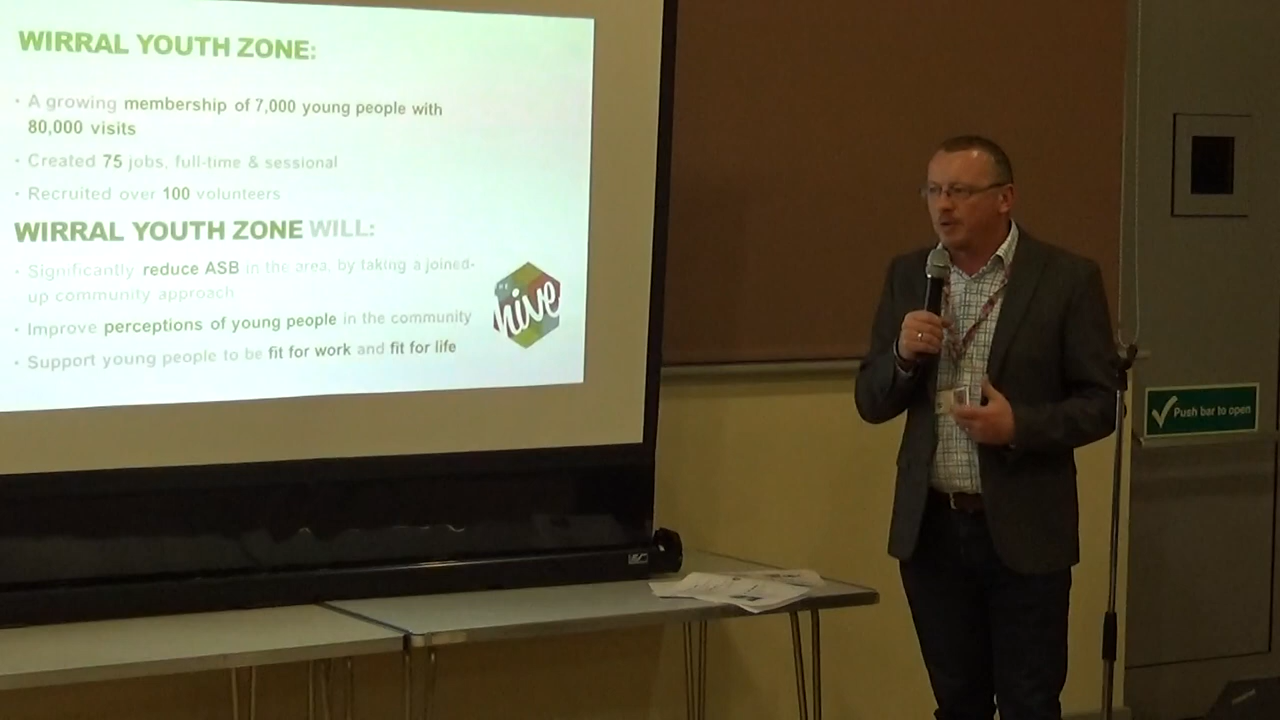 WIRRAL YOUTH ZONE:
• A growing membership of 7,000 young people with
80,000 visits
• Created 75 jobs, full-time & sessional
• Recruited over 100 volunteers
WIRRAL YOUTH ZONE WILL:
• Significantly reduce ASB in the area, by taking a joined-
up community approach
• Improve perceptions of young people in the community
• Support young people to be fit for work and fit for life
hive
Push bar to open